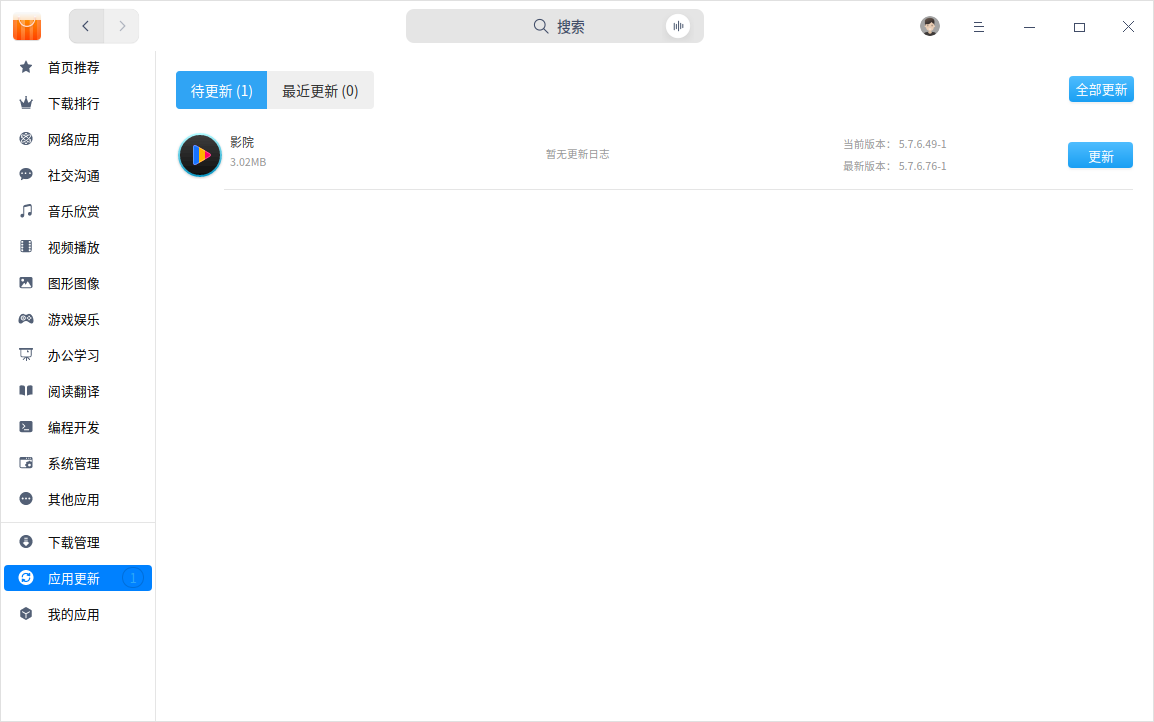 搜索
首页推荐
下载排行
网络应用
社交沟通
音乐欣赏
视频播放
图形图像
游戏娱乐
办公学习
阅读翻译
编程开发
系统管理
其他应用
下载管理
应用更新 1
我的应用
待更新 (1)
最近更新 (0)
全部更新
影院
3.02MB
暂无更新日志
当前版本： 5.7.6.49-1
最新版本： 5.7.6.76-1
更新